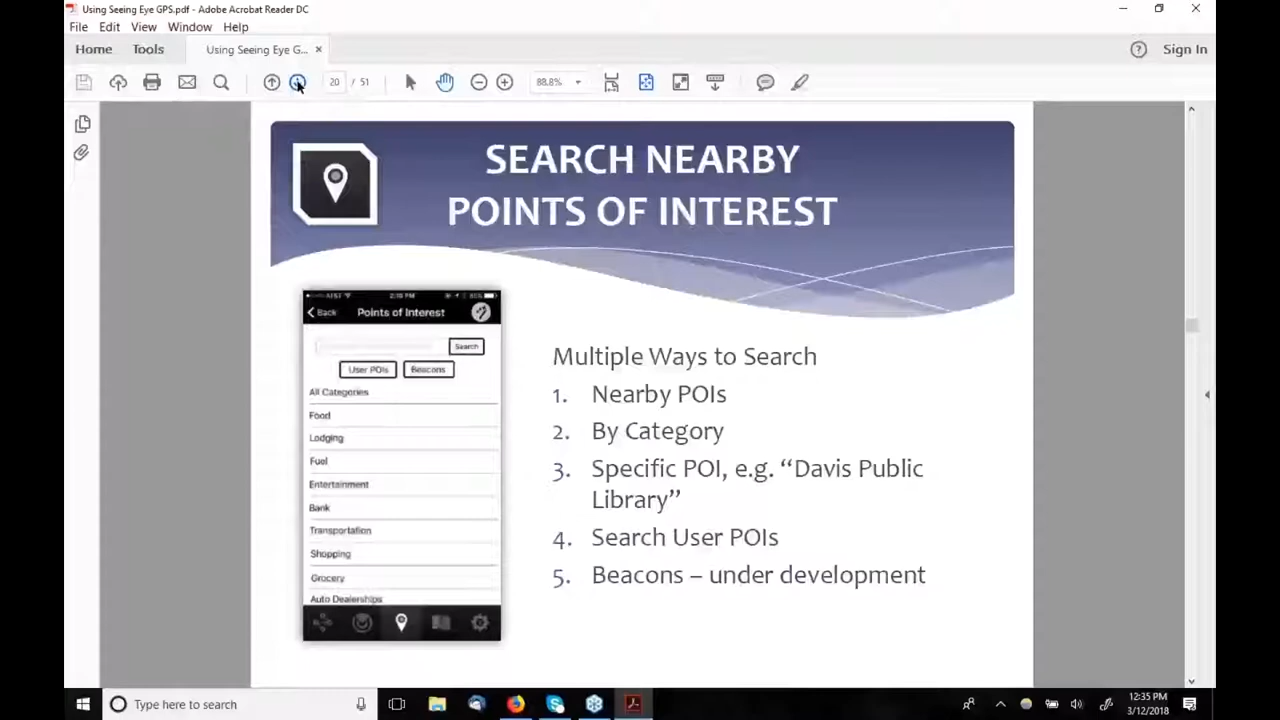 Using Seeing Eye GPS.pdf - Adobe Acrobat Reader DC
File Edit View Window Help
Home Tools Using Seeing Eye G... × Sign In
20 / 51 88.8%
SEARCH NEARBY
POINTS OF INTEREST
AT&T 2:10 PM
Back Points of Interest
Search
User POIs Beacons
All Categories
Food
Lodging
Fuel
Entertainment
Bank
Transportation
Shopping
Grocery
Auto Dealerships
Multiple Ways to Search
1. Nearby POIs
2. By Category
3. Specific POI, e.g. “Davis Public
Library”
4. Search User POIs
5. Beacons – under development
Type here to search
12:35 PM
3/12/2018